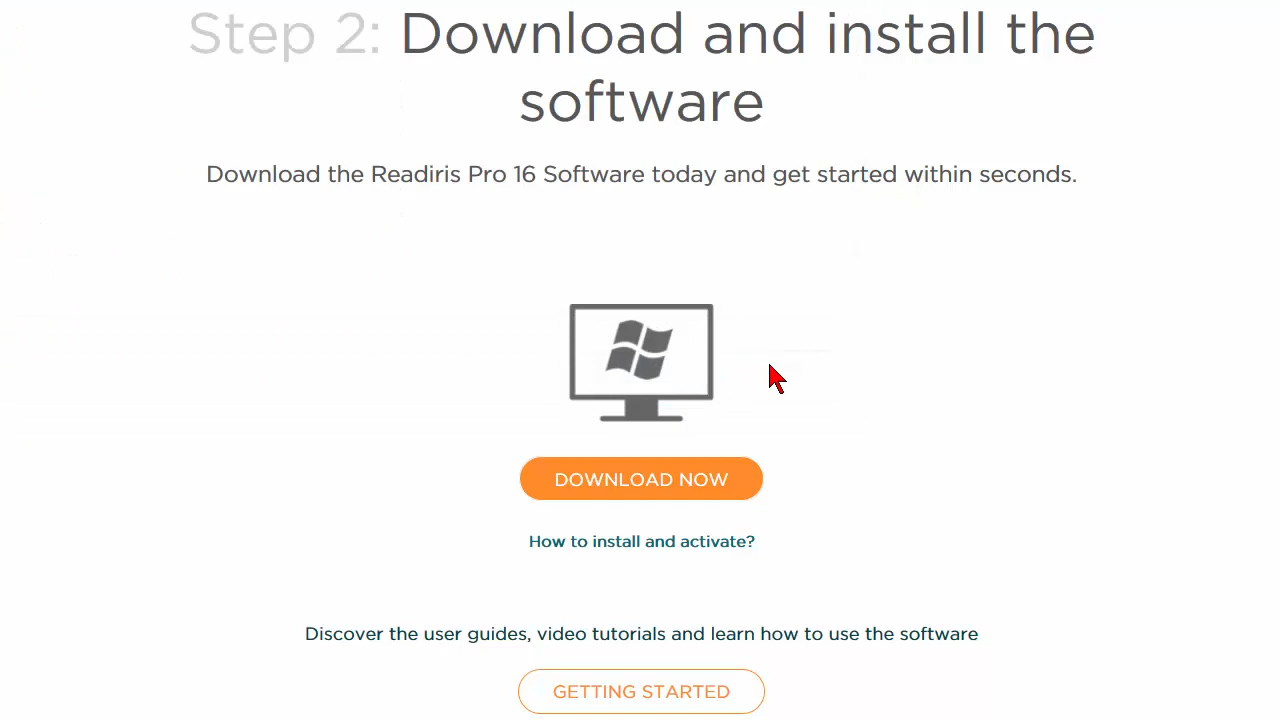 Step 2: Download and install the
software
Download the Readiris Pro 16 Software today and get started within seconds.
DOWNLOAD NOW
How to install and activate?
Discover the user guides, video tutorials and learn how to use the software
GETTING STARTED